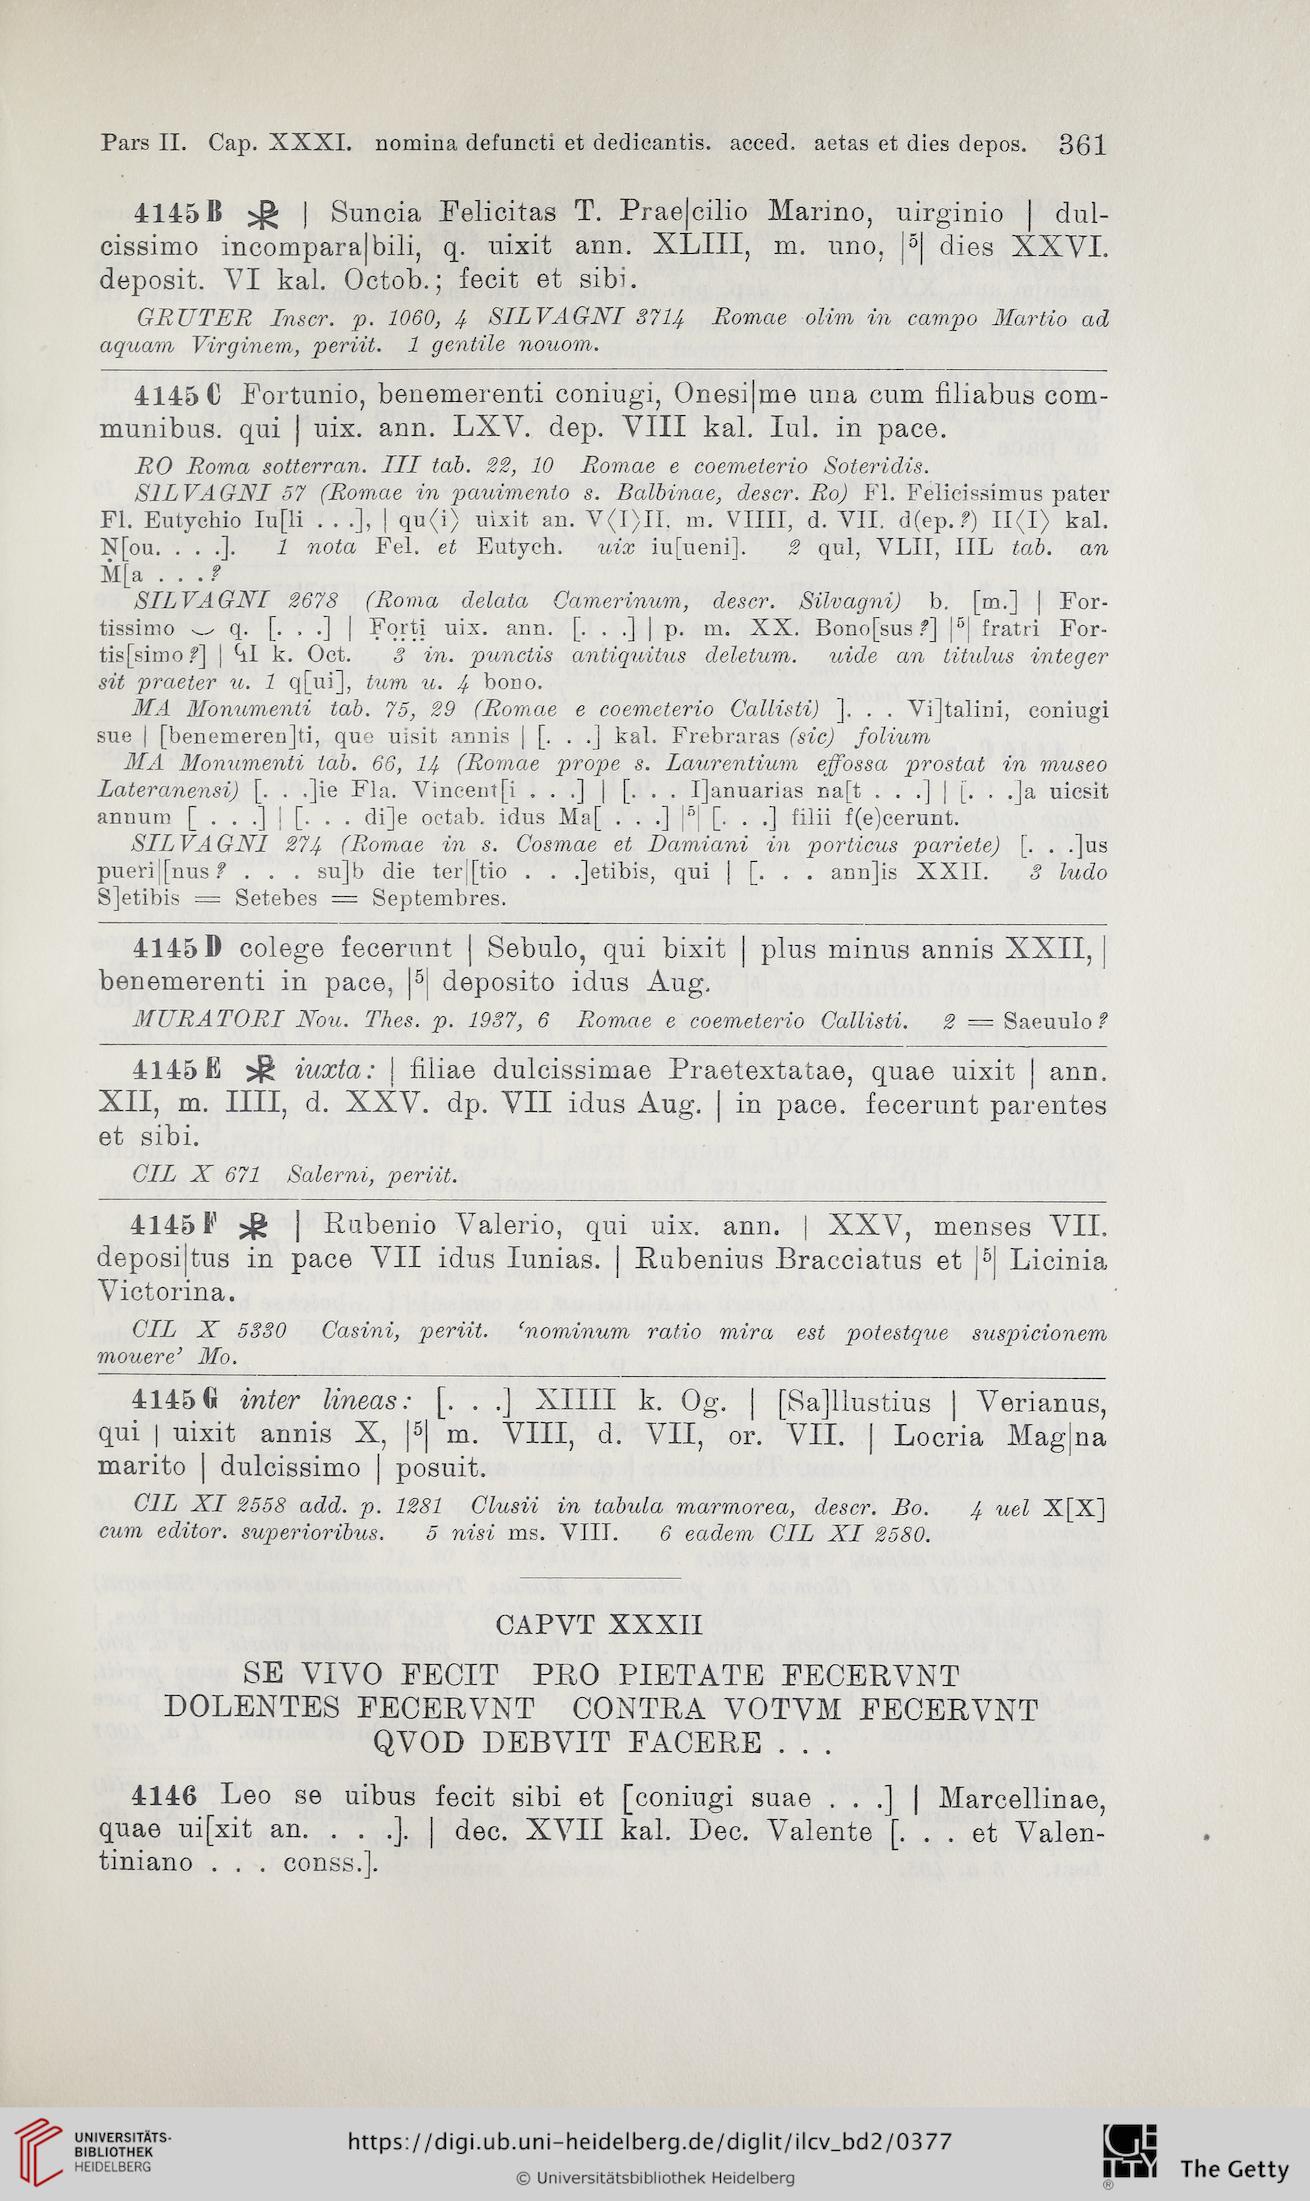 Pars II. Cap. XXXI. nomina defuncti et dedicantis. acced. aetas et dies depos. 361
4145 B ☧ | Suncia Felicitas T. Prae|cilio Marino, uirginio | dul-
cissimo incompara|bili, q. uixit ann. XLIII, m. uno, |⁵| dies XXVI.
deposit. VI kal. Octob.; fecit et sibi.
GRUTER Inscr. p. 1060, 4 SILVAGNI 3714 Romae olim in campo Martio ad
aquam Virginem, periit. 1 gentile nouom.
4145 C Fortunio, benemerenti coniugi, Onesi|me una cum filiabus com-
munibus. qui | uix. ann. LXV. dep. VIII kal. Iul. in pace.
RO Roma sotterran. III tab. 22, 10 Romae e coemeterio Soteridis.
SILVAGNI 57 (Romae in pauimento s. Balbinae, descr. Ro) Fl. Felicissimus pater
Fl. Eutychio Iu[li . . .], | qu⟨i⟩ uixit an. V⟨I⟩II. m. VIIII, d. VII. d(ep.?) II⟨I⟩ kal.
Ṇ[ou. . . .]. 1 nota Fel. et Eutych. uix iu[ueni]. 2 qul, VLII, IIL tab. an
M[a . . .?
SILVAGNI 2678 (Roma delata Camerinum, descr. Silvagni) b. [m.] | For-
tissimo ⏑ q. [. . .] | Fọṛṭị uix. ann. [. . .] | p. m. XX. Bono[sus?] |⁵| fratri For-
tis[simo?] | ϤI k. Oct. 3 in. punctis antiquitus deletum. uide an titulus integer
sit praeter u. 1 q[ui], tum u. 4 bono.
MA Monumenti tab. 75, 29 (Romae e coemeterio Callisti) ]. . . Vi]talini, coniugi
sue | [benemeren]ti, que uisit annis | [. . .] kal. Frebraras (sic) folium
MA Monumenti tab. 66, 14 (Romae prope s. Laurentium effossa prostat in museo
Lateranensi) [. . .]ie Fla. Vincent[i . . .] | [. . . I]anuarias na[t . . .] | [. . .]a uicsit
annum [ . . .] | [. . . di]e octab. idus Ma[ . . .] |⁵| [. . .] filii f(e)cerunt.
SILVAGNI 274 (Romae in s. Cosmae et Damiani in porticus pariete) [. . .]us
pueri|[nus? . . . su]b die ter|[tio . . .]etibis, qui | [. . . ann]is XXII. 3 ludo
S]etibis = Setebes = Septembres.
4145 D colege fecerunt | Sebulo, qui bixit | plus minus annis XXII, |
benemerenti in pace, |⁵| deposito idus Aug.
MURATORI Nou. Thes. p. 1937, 6 Romae e coemeterio Callisti. 2 = Saeuulo?
4145 E ☧ iuxta: | filiae dulcissimae Praetextatae, quae uixit | ann.
XII, m. IIII, d. XXV. dp. VII idus Aug. | in pace. fecerunt parentes
et sibi.
CIL X 671 Salerni, periit.
4145 F ☧ | Rubenio Valerio, qui uix. ann. | XXV, menses VII.
deposi|tus in pace VII idus Iunias. | Rubenius Bracciatus et |⁵| Licinia
Victorina.
CIL X 5330 Casini, periit. ‘nominum ratio mira est potestque suspicionem
mouere’ Mo.
4145 G inter lineas: [. . .] XIIII k. Og. | [Sa]llustius | Verianus,
qui | uixit annis X, |⁵| m. VIII, d. VII, or. VII. | Locria Mag|na
marito | dulcissimo | posuit.
CIL XI 2558 add. p. 1281 Clusii in tabula marmorea, descr. Bo. 4 uel X[X]
cum editor. superioribus. 5 nisi ms. VIII. 6 eadem CIL XI 2580.
CAPVT XXXII
SE VIVO FECIT PRO PIETATE FECERVNT
DOLENTES FECERVNT CONTRA VOTVM FECERVNT
QVOD DEBVIT FACERE . . .
4146 Leo se uibus fecit sibi et [coniugi suae . . .] | Marcellinae,
quae ui[xit an. . . .]. | dec. XVII kal. Dec. Valente [. . . et Valen-
tiniano . . . conss.].
UNIVERSITÄTS-
BIBLIOTHEK
HEIDELBERG
https://digi.ub.uni-heidelberg.de/diglit/ilcv_bd2/0377
© Universitätsbibliothek Heidelberg
GETTY
®
The Getty